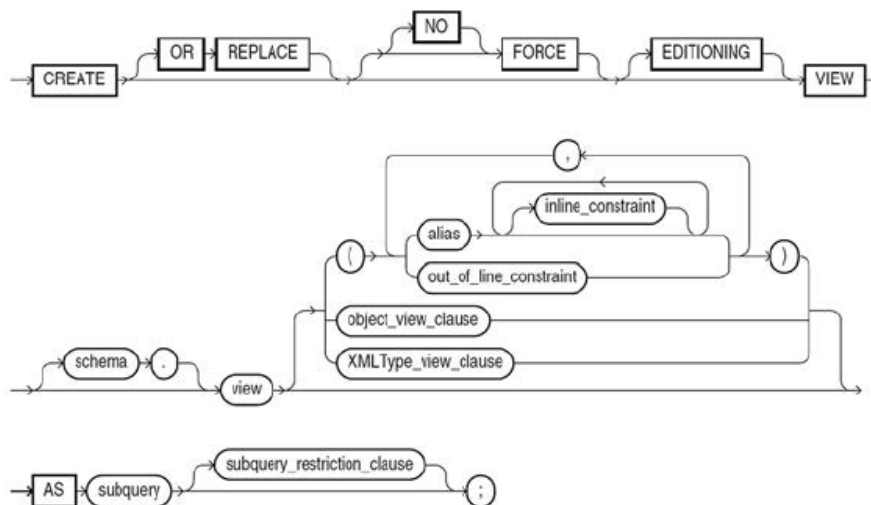 NO
OR REPLACE FORCE EDITIONING
CREATE VIEW
,
inline_constraint
alias
( )
out_of_line_constraint
object_view_clause
schema . view XMLType_view_clause
AS subquery subquery_restriction_clause ;